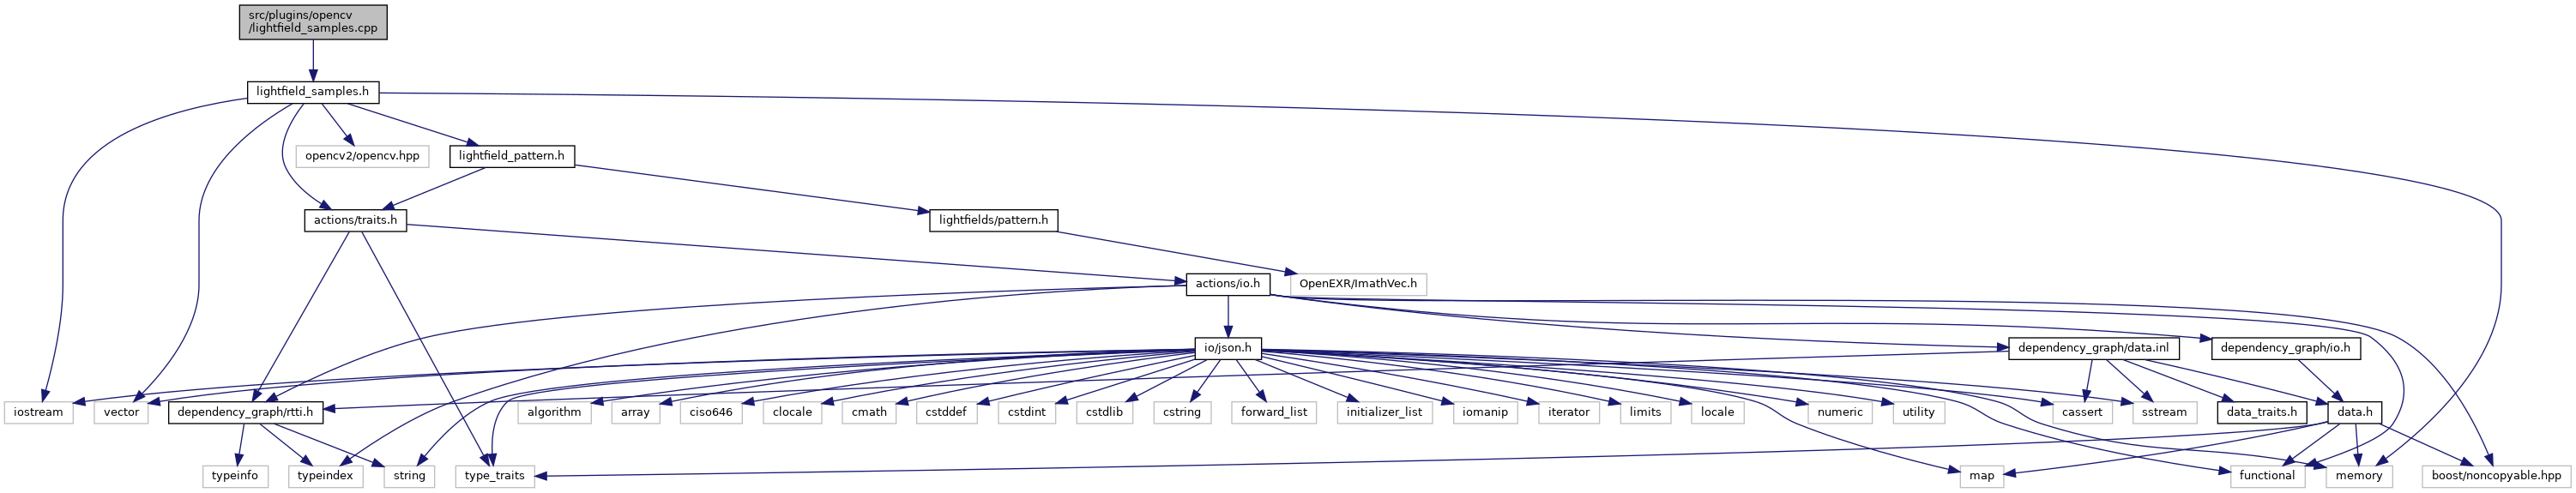 src/plugins/opencv
/lightfield_samples.cpp
lightfield_samples.h
opencv2/opencv.hpp
lightfield_pattern.h
actions/traits.h
lightfields/pattern.h
actions/io.h
OpenEXR/ImathVec.h
io/json.h
dependency_graph/data.inl
dependency_graph/io.h
iostream
vector
dependency_graph/rtti.h
algorithm
array
ciso646
clocale
cmath
cstddef
cstdint
cstdlib
cstring
forward_list
initializer_list
iomanip
iterator
limits
locale
numeric
utility
cassert
sstream
data_traits.h
data.h
typeinfo
typeindex
string
type_traits
map
functional
memory
boost/noncopyable.hpp